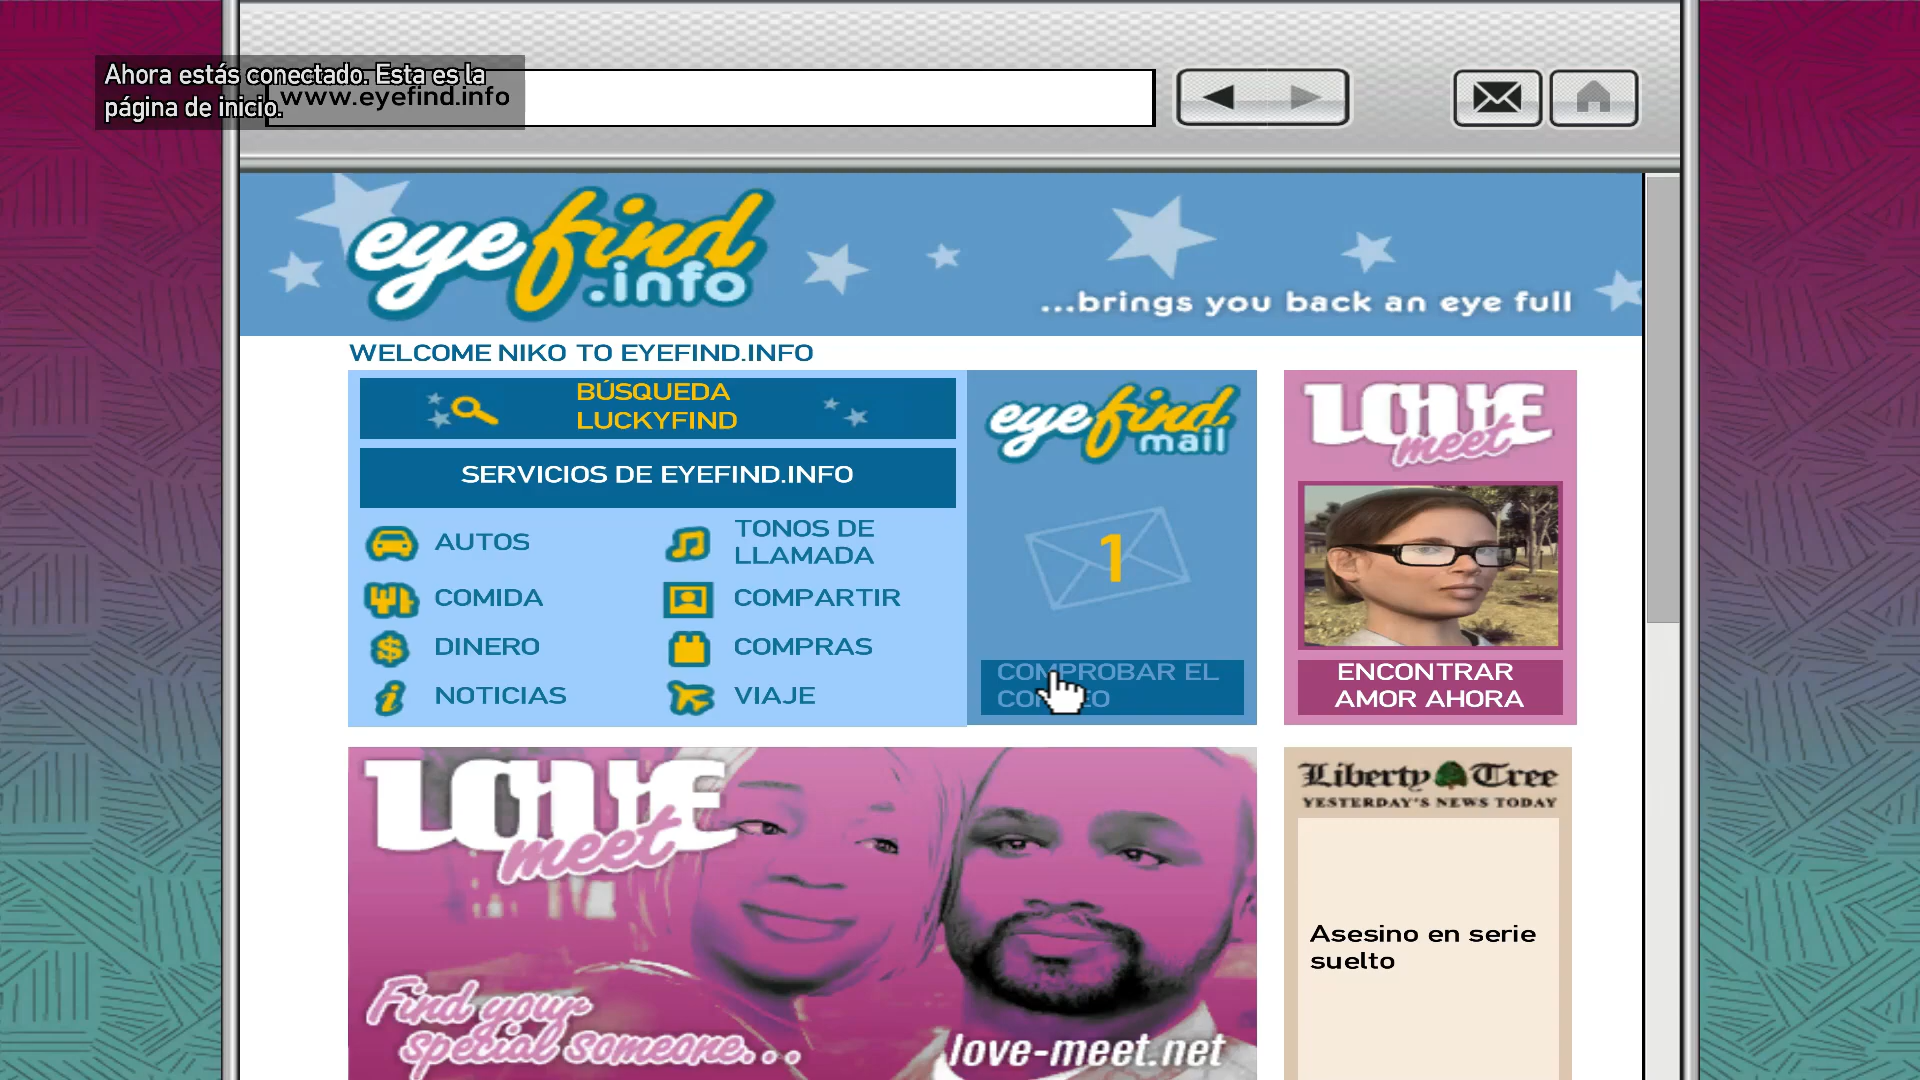 Ahora estás conectado. Esta es la
página de inicio.
www.eyefind.info
eyefind
.info
...brings you back an eye full
WELCOME NIKO TO EYEFIND.INFO
BÚSQUEDA
LUCKYFIND
SERVICIOS DE EYEFIND.INFO
AUTOS
TONOS DE
LLAMADA
COMIDA
COMPARTIR
DINERO
COMPRAS
NOTICIAS
VIAJE
eyefind
mail
1
COMPROBAR EL
LOVE
meet
ENCONTRAR
AMOR AHORA
LOVE
meet
Find your
special someone...
love-meet.net
Liberty Tree
YESTERDAY'S NEWS TODAY
Asesino en serie
suelto